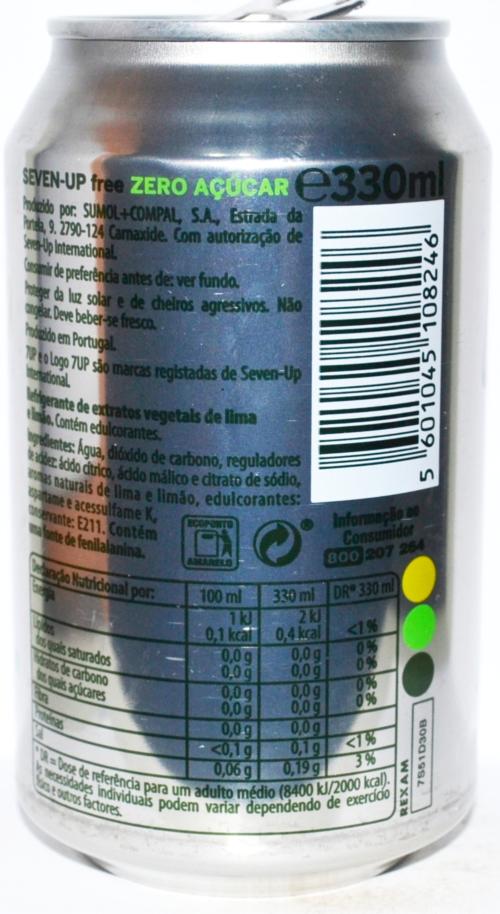 SEVEN-UP free ZERO AÇÚCAR ℮330ml
Produzido por: SUMOL+COMPAL, S.A., Estrada da
Portela, 9. 2790-124 Carnaxide. Com autorização de
Seven-Up International.
Consumir de preferência antes de: ver fundo.
Proteger da luz solar e de cheiros agressivos. Não
congelar. Deve beber-se fresco.
Produzido em Portugal.
7UP e o Logo 7UP são marcas registadas de Seven-Up
International.
Refrigerante de extratos vegetais de lima
e limão. Contém edulcorantes.
Ingredientes: Água, dióxido de carbono, reguladores
de acidez: ácido cítrico, ácido málico e citrato de sódio,
aromas naturais de lima e limão, edulcorantes:
aspartame e acessulfame K,
conservante: E211. Contém
uma fonte de fenilalanina.
5 601045 108246
ECOPONTO
AMARELO
®
Informação ao
Consumidor
800 207 264
Declaração Nutricional por: 100 ml 330 ml DR* 330 ml
Energia 1 kJ 2 kJ
0,1 kcal 0,4 kcal <1 %
Lípidos 0,0 g 0,0 g 0 %
dos quais saturados 0,0 g 0,0 g 0 %
Hidratos de carbono 0,0 g 0,0 g 0 %
dos quais açúcares 0,0 g 0,0 g 0 %
Fibra 0,0 g 0,0 g
Proteínas <0,1 g 0,1 g <1 %
Sal 0,06 g 0,19 g 3 %
* DR = Dose de referência para um adulto médio (8400 kJ/2000 kcal).
As necessidades individuais podem variar dependendo de exercício
físico e outros factores.
REXAM
7S51D30B